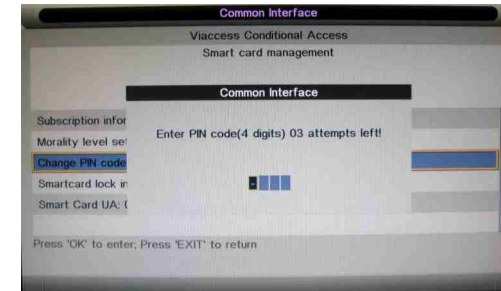 Common Interface
Viaccess Conditional Access
Smart card management
Common Interface
Enter PIN code(4 digits) 03 attempts left!
-
Subscription infor
Morality level set
Change PIN code
Smartcard lock in
Smart Card UA: (
Press 'OK' to enter; Press 'EXIT' to return